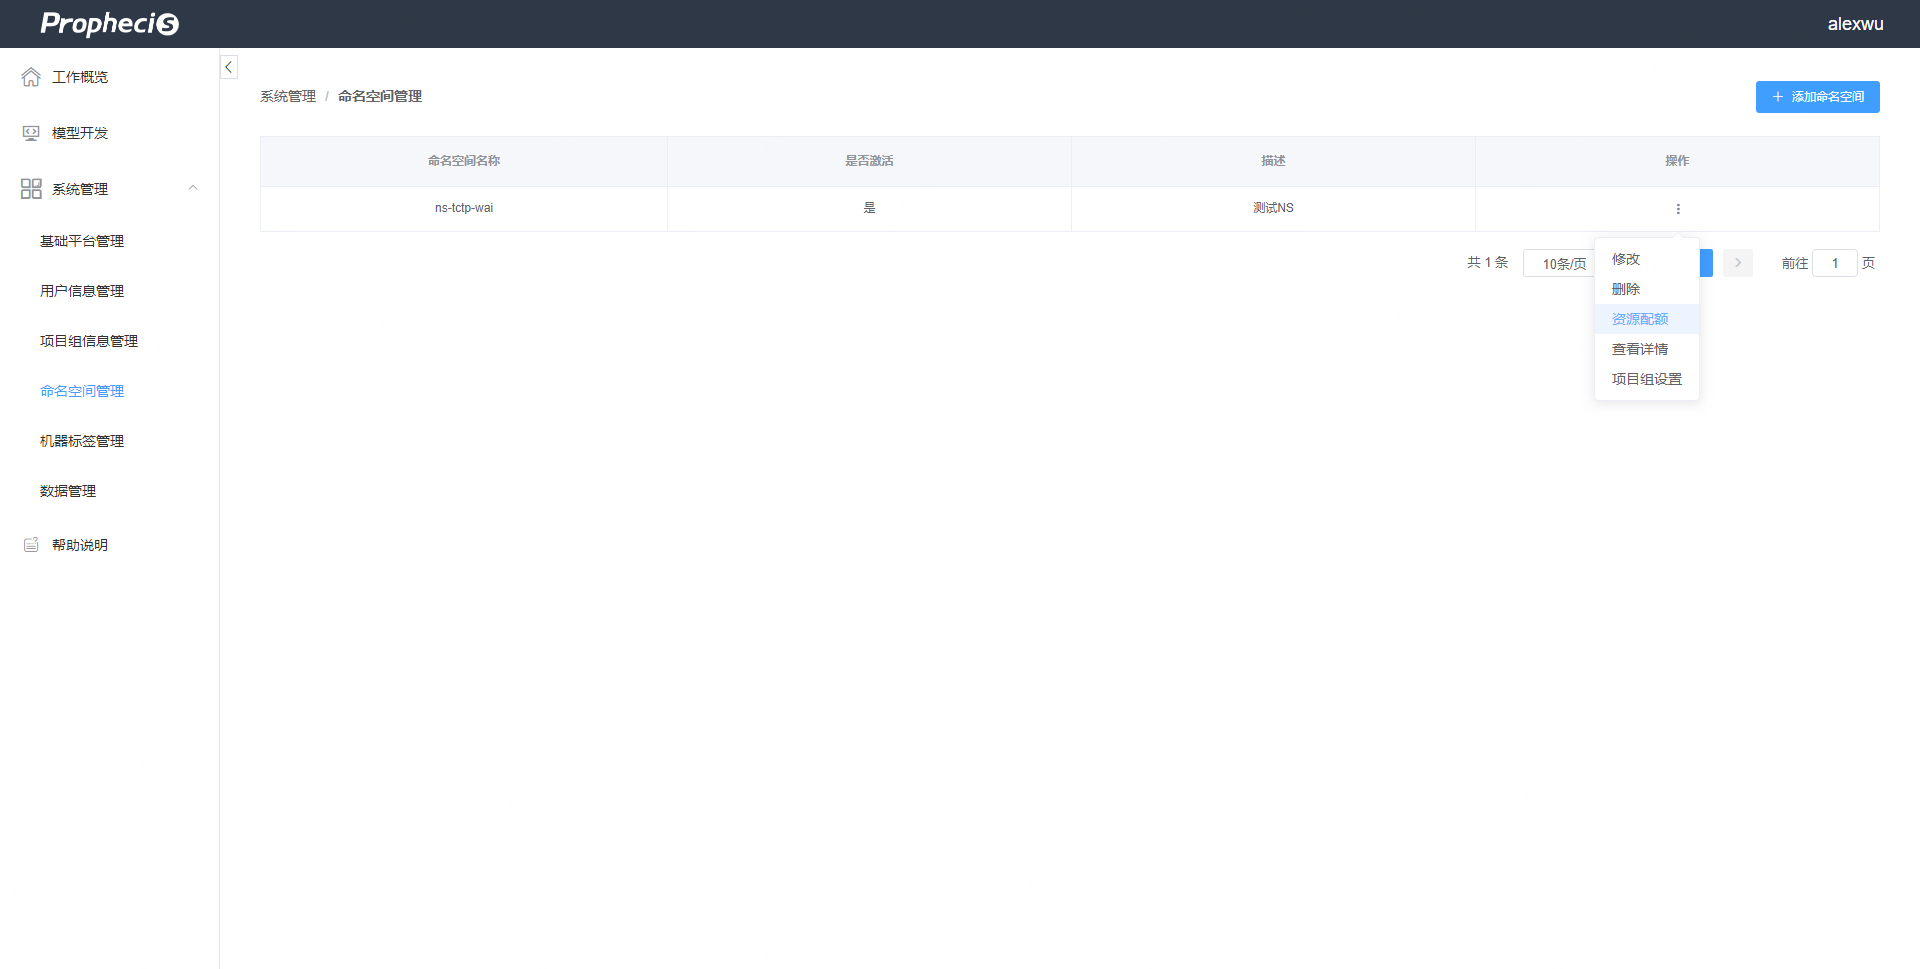 Prophecis
alexwu
工作概览
模型开发
系统管理
基础平台管理
用户信息管理
项目组信息管理
命名空间管理
机器标签管理
数据管理
帮助说明
系统管理 / 命名空间管理
+ 添加命名空间
命名空间名称 是否激活 描述 操作
ns-tctp-wai 是 测试NS
共 1 条 10条/页 前往 1 页
修改
删除
资源配额
查看详情
项目组设置